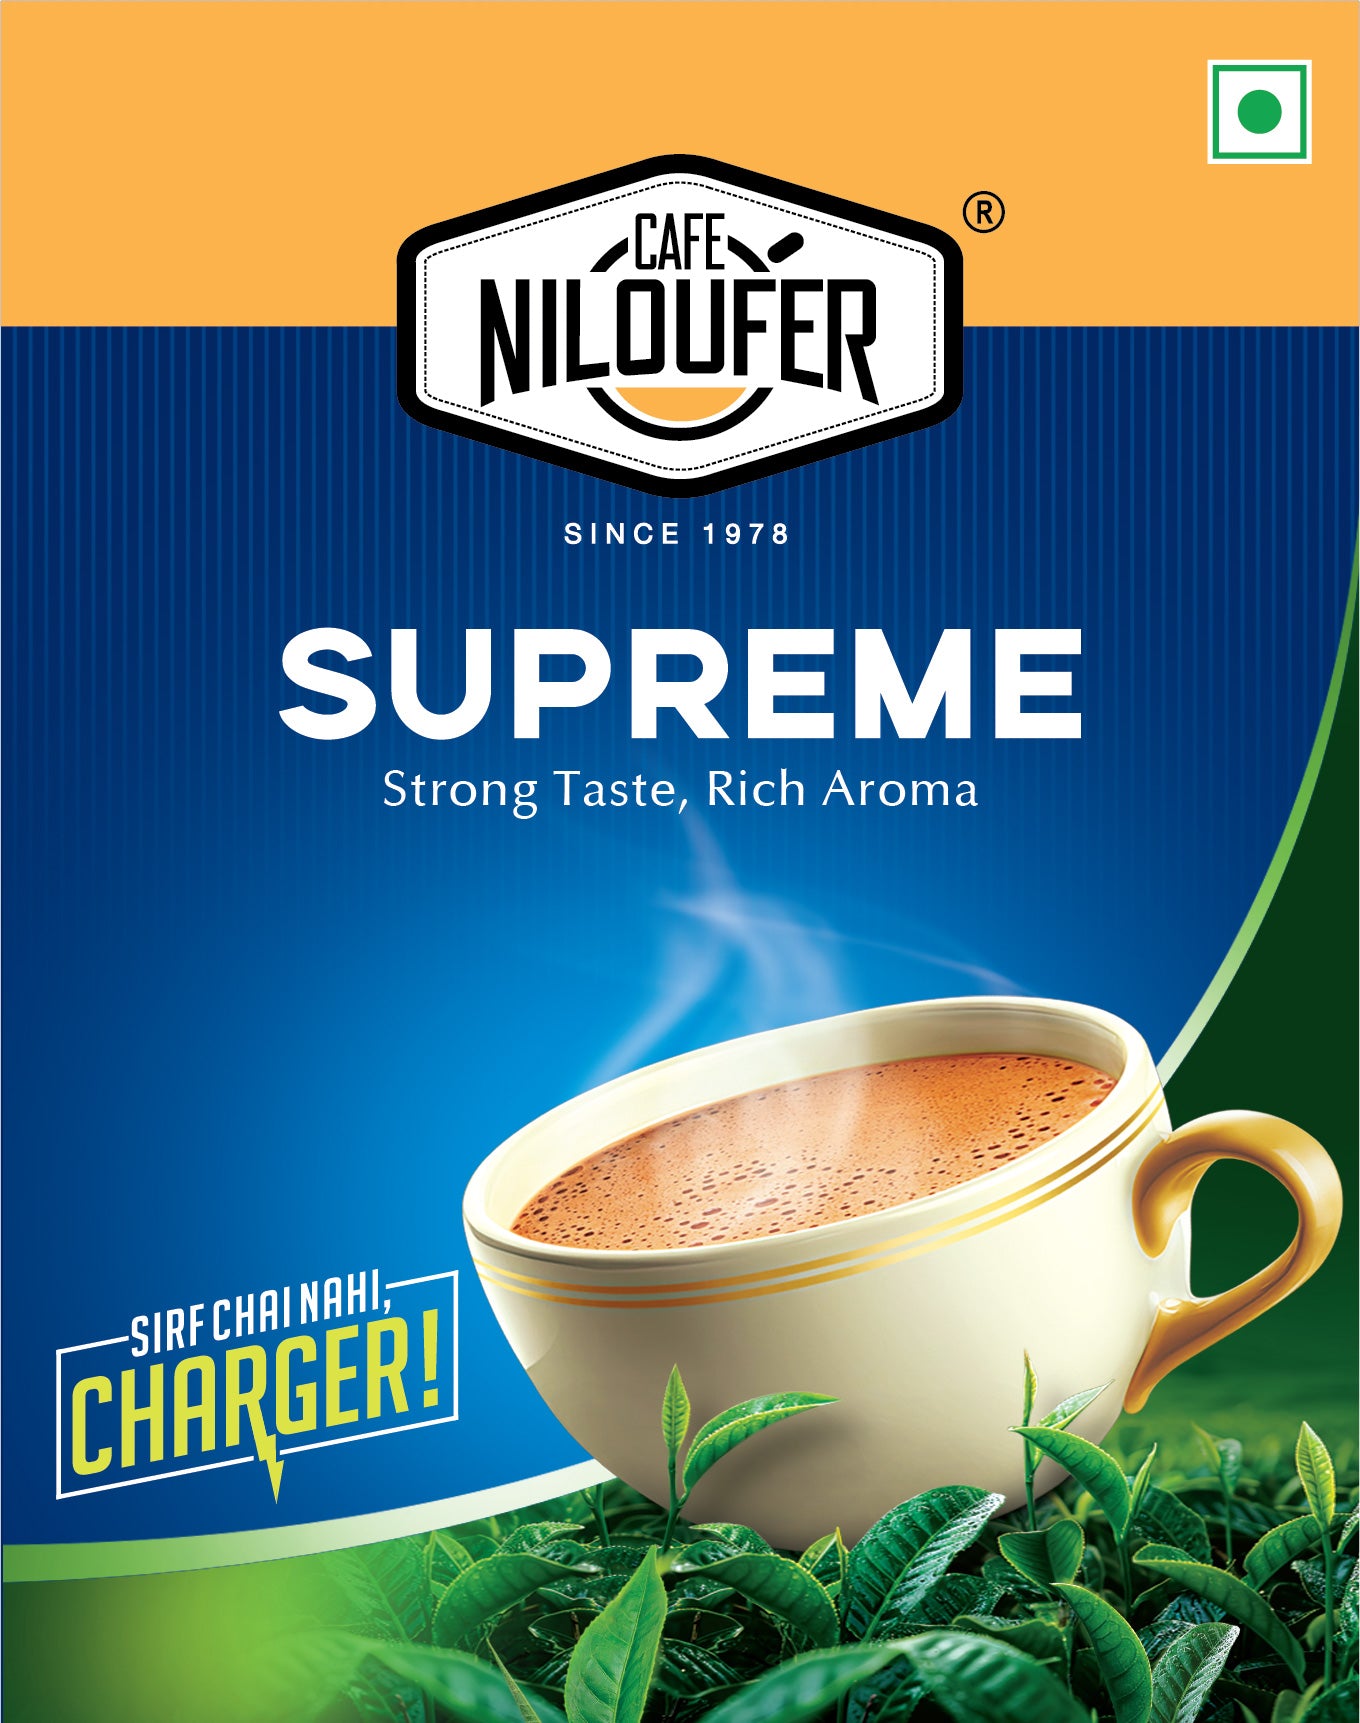 CAFE
NILOUFER
®
SINCE 1978
SUPREME
Strong Taste, Rich Aroma
SIRF CHAI NAHI,
CHARGER!